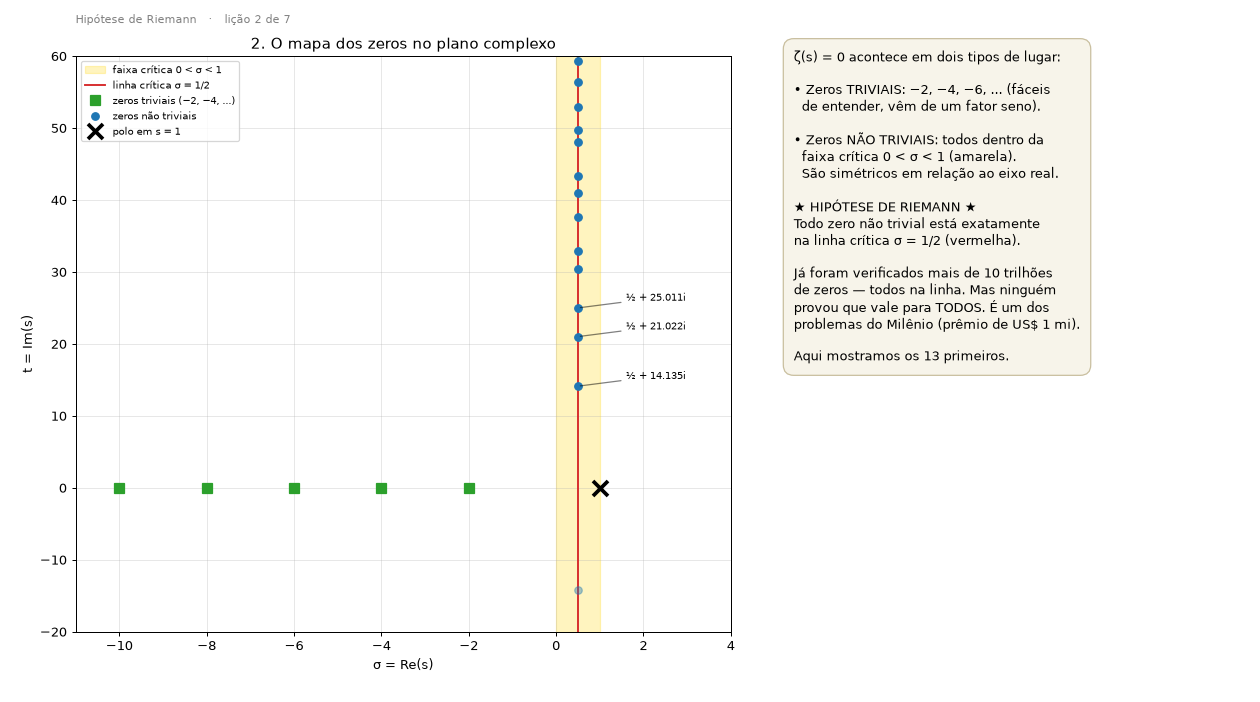 Hipótese de Riemann · lição 2 de 7
2. O mapa dos zeros no plano complexo
faixa crítica 0 < σ < 1
linha crítica σ = 1/2
zeros triviais (−2, −4, ...)
zeros não triviais
polo em s = 1
60
50
40
30
20
10
0
−10
−20
t = Im(s)
½ + 25.011i
½ + 21.022i
½ + 14.135i
−10
−8
−6
−4
−2
0
2
4
σ = Re(s)
ζ(s) = 0 acontece em dois tipos de lugar:
• Zeros TRIVIAIS: −2, −4, −6, ... (fáceis
de entender, vêm de um fator seno).
• Zeros NÃO TRIVIAIS: todos dentro da
faixa crítica 0 < σ < 1 (amarela).
São simétricos em relação ao eixo real.
★ HIPÓTESE DE RIEMANN ★
Todo zero não trivial está exatamente
na linha crítica σ = 1/2 (vermelha).
Já foram verificados mais de 10 trilhões
de zeros — todos na linha. Mas ninguém
provou que vale para TODOS. É um dos
problemas do Milênio (prêmio de US$ 1 mi).
Aqui mostramos os 13 primeiros.